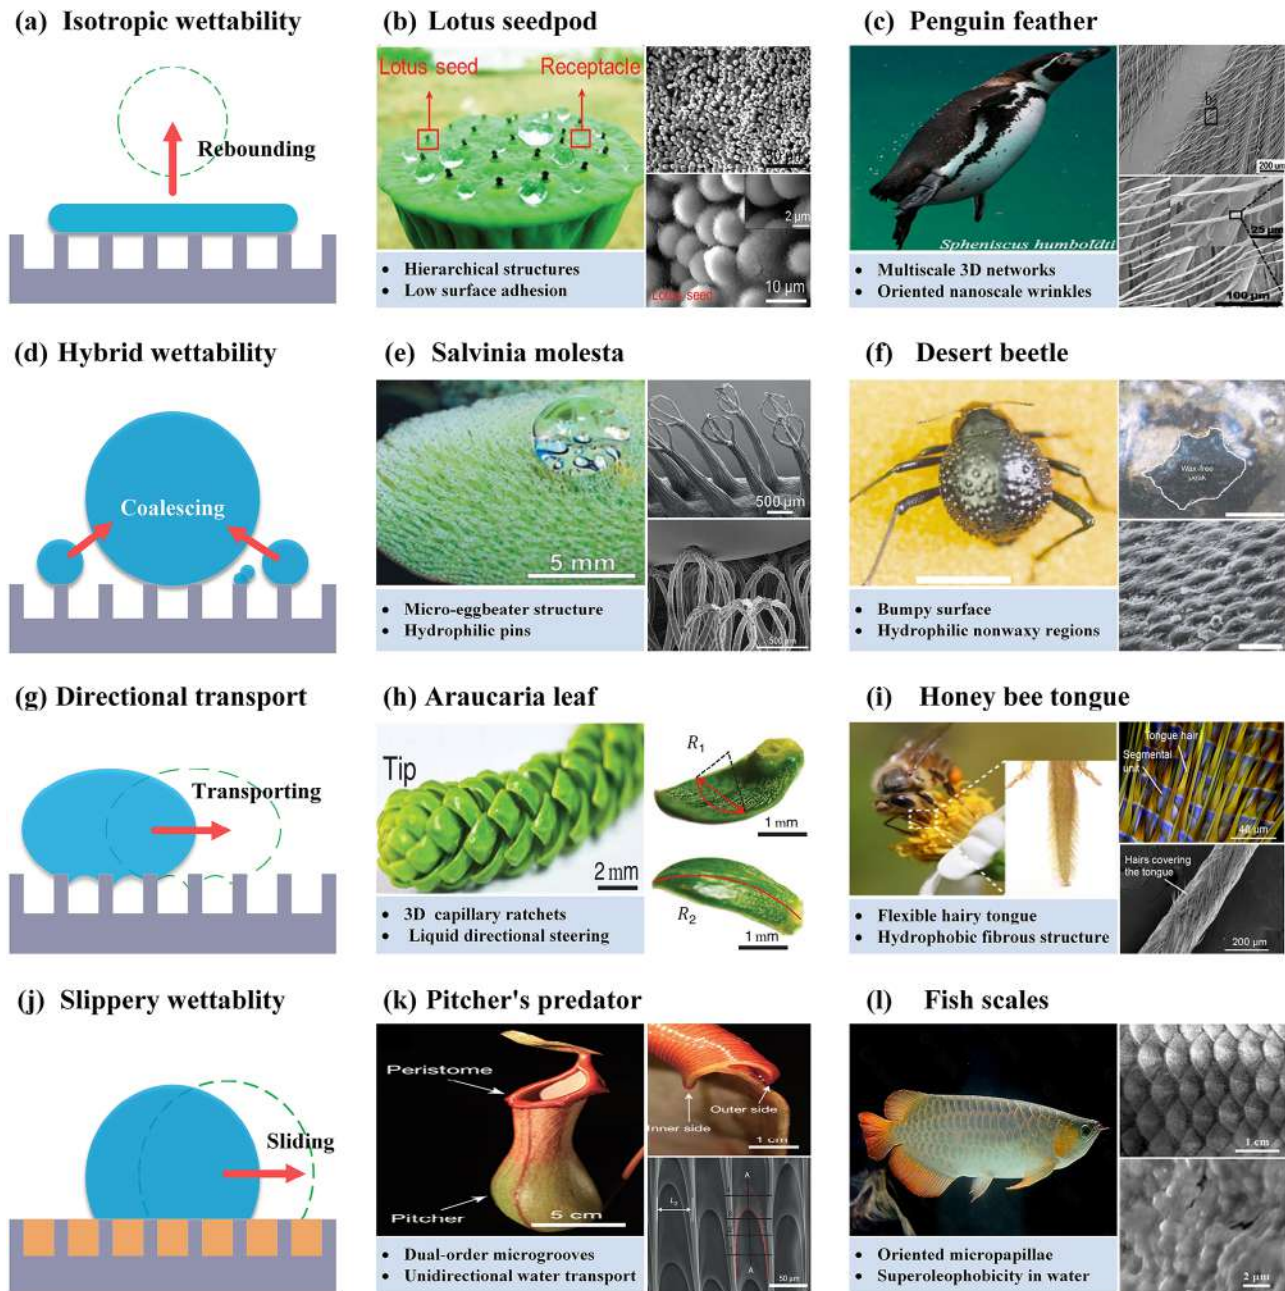 (a) Isotropic wettability
Rebounding
(b) Lotus seedpod
Lotus seed
Receptacle
2 μm
Lotus seed
10 μm
• Hierarchical structures
• Low surface adhesion
(c) Penguin feather
Spheniscus humboldti
b
200 μm
25 μm
100 μm
• Multiscale 3D networks
• Oriented nanoscale wrinkles
(d) Hybrid wettability
Coalescing
(e) Salvinia molesta
5 mm
500 μm
500 μm
• Micro-eggbeater structure
• Hydrophilic pins
(f) Desert beetle
Wax-free
• Bumpy surface
• Hydrophilic nonwaxy regions
(g) Directional transport
Transporting
(h) Araucaria leaf
Tip
2 mm
R1
1 mm
R2
1 mm
• 3D capillary ratchets
• Liquid directional steering
(i) Honey bee tongue
Tongue hair
Segmental
unit
40 μm
Hairs covering
the tongue
200 μm
• Flexible hairy tongue
• Hydrophobic fibrous structure
(j) Slippery wettablity
Sliding
(k) Pitcher's predator
Peristome
Pitcher
5 cm
Outer side
Inner side
1 cm
A
A
50 μm
• Dual-order microgrooves
• Unidirectional water transport
(l) Fish scales
1 cm
2 μm
• Oriented micropapillae
• Superoleophobicity in water